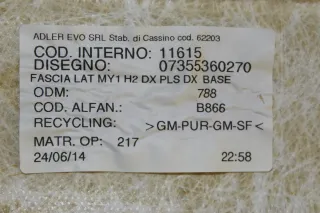 ADLER EVO SRL Stab. di Cassino cod. 62203
COD. INTERNO: 11615
DISEGNO: 07355360270
FASCIA LAT MY1 H2 DX PLS DX BASE
ODM: 788
COD. ALFAN.: B866
RECYCLING: >GM-PUR-GM-SF<
MATR. OP: 217
24/06/14 22:58